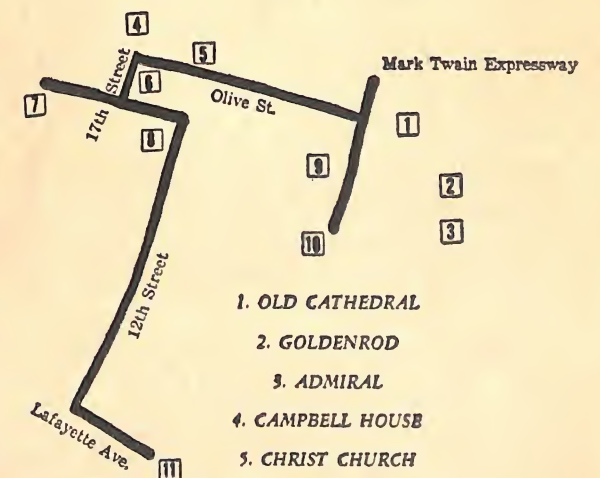 4
5
Mark Twain Expressway
17th Street
6
7
Olive St.
8
1
9
2
10
3
12th Street
1. OLD CATHEDRAL
2. GOLDENROD
3. ADMIRAL
4. CAMPBELL HOUSE
5. CHRIST CHURCH
Lafayette Ave.
11